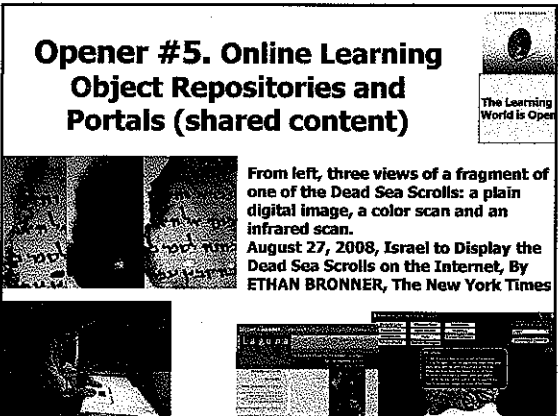 Opener #5. Online Learning
Object Repositories and
Portals (shared content)
The Learning
World is Open
From left, three views of a fragment of
one of the Dead Sea Scrolls: a plain
digital image, a color scan and an
infrared scan.
August 27, 2008, Israel to Display the
Dead Sea Scrolls on the Internet, By
ETHAN BRONNER, The New York Times
Laguna